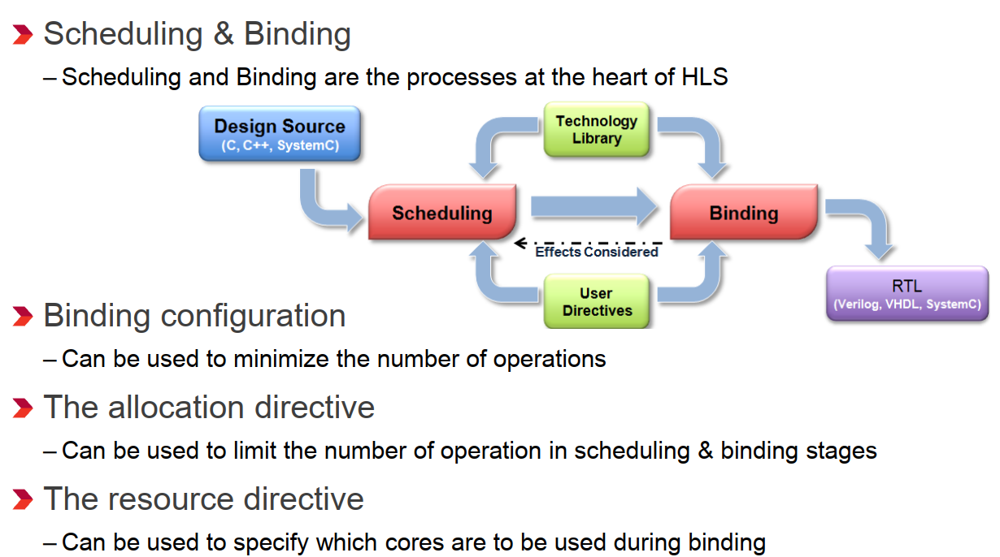 Scheduling & Binding
– Scheduling and Binding are the processes at the heart of HLS
Design Source
(C, C++, SystemC)
Technology
Library
Scheduling
Binding
Effects Considered
User
Directives
RTL
(Verilog, VHDL, SystemC)
Binding configuration
– Can be used to minimize the number of operations
The allocation directive
– Can be used to limit the number of operation in scheduling & binding stages
The resource directive
– Can be used to specify which cores are to be used during binding